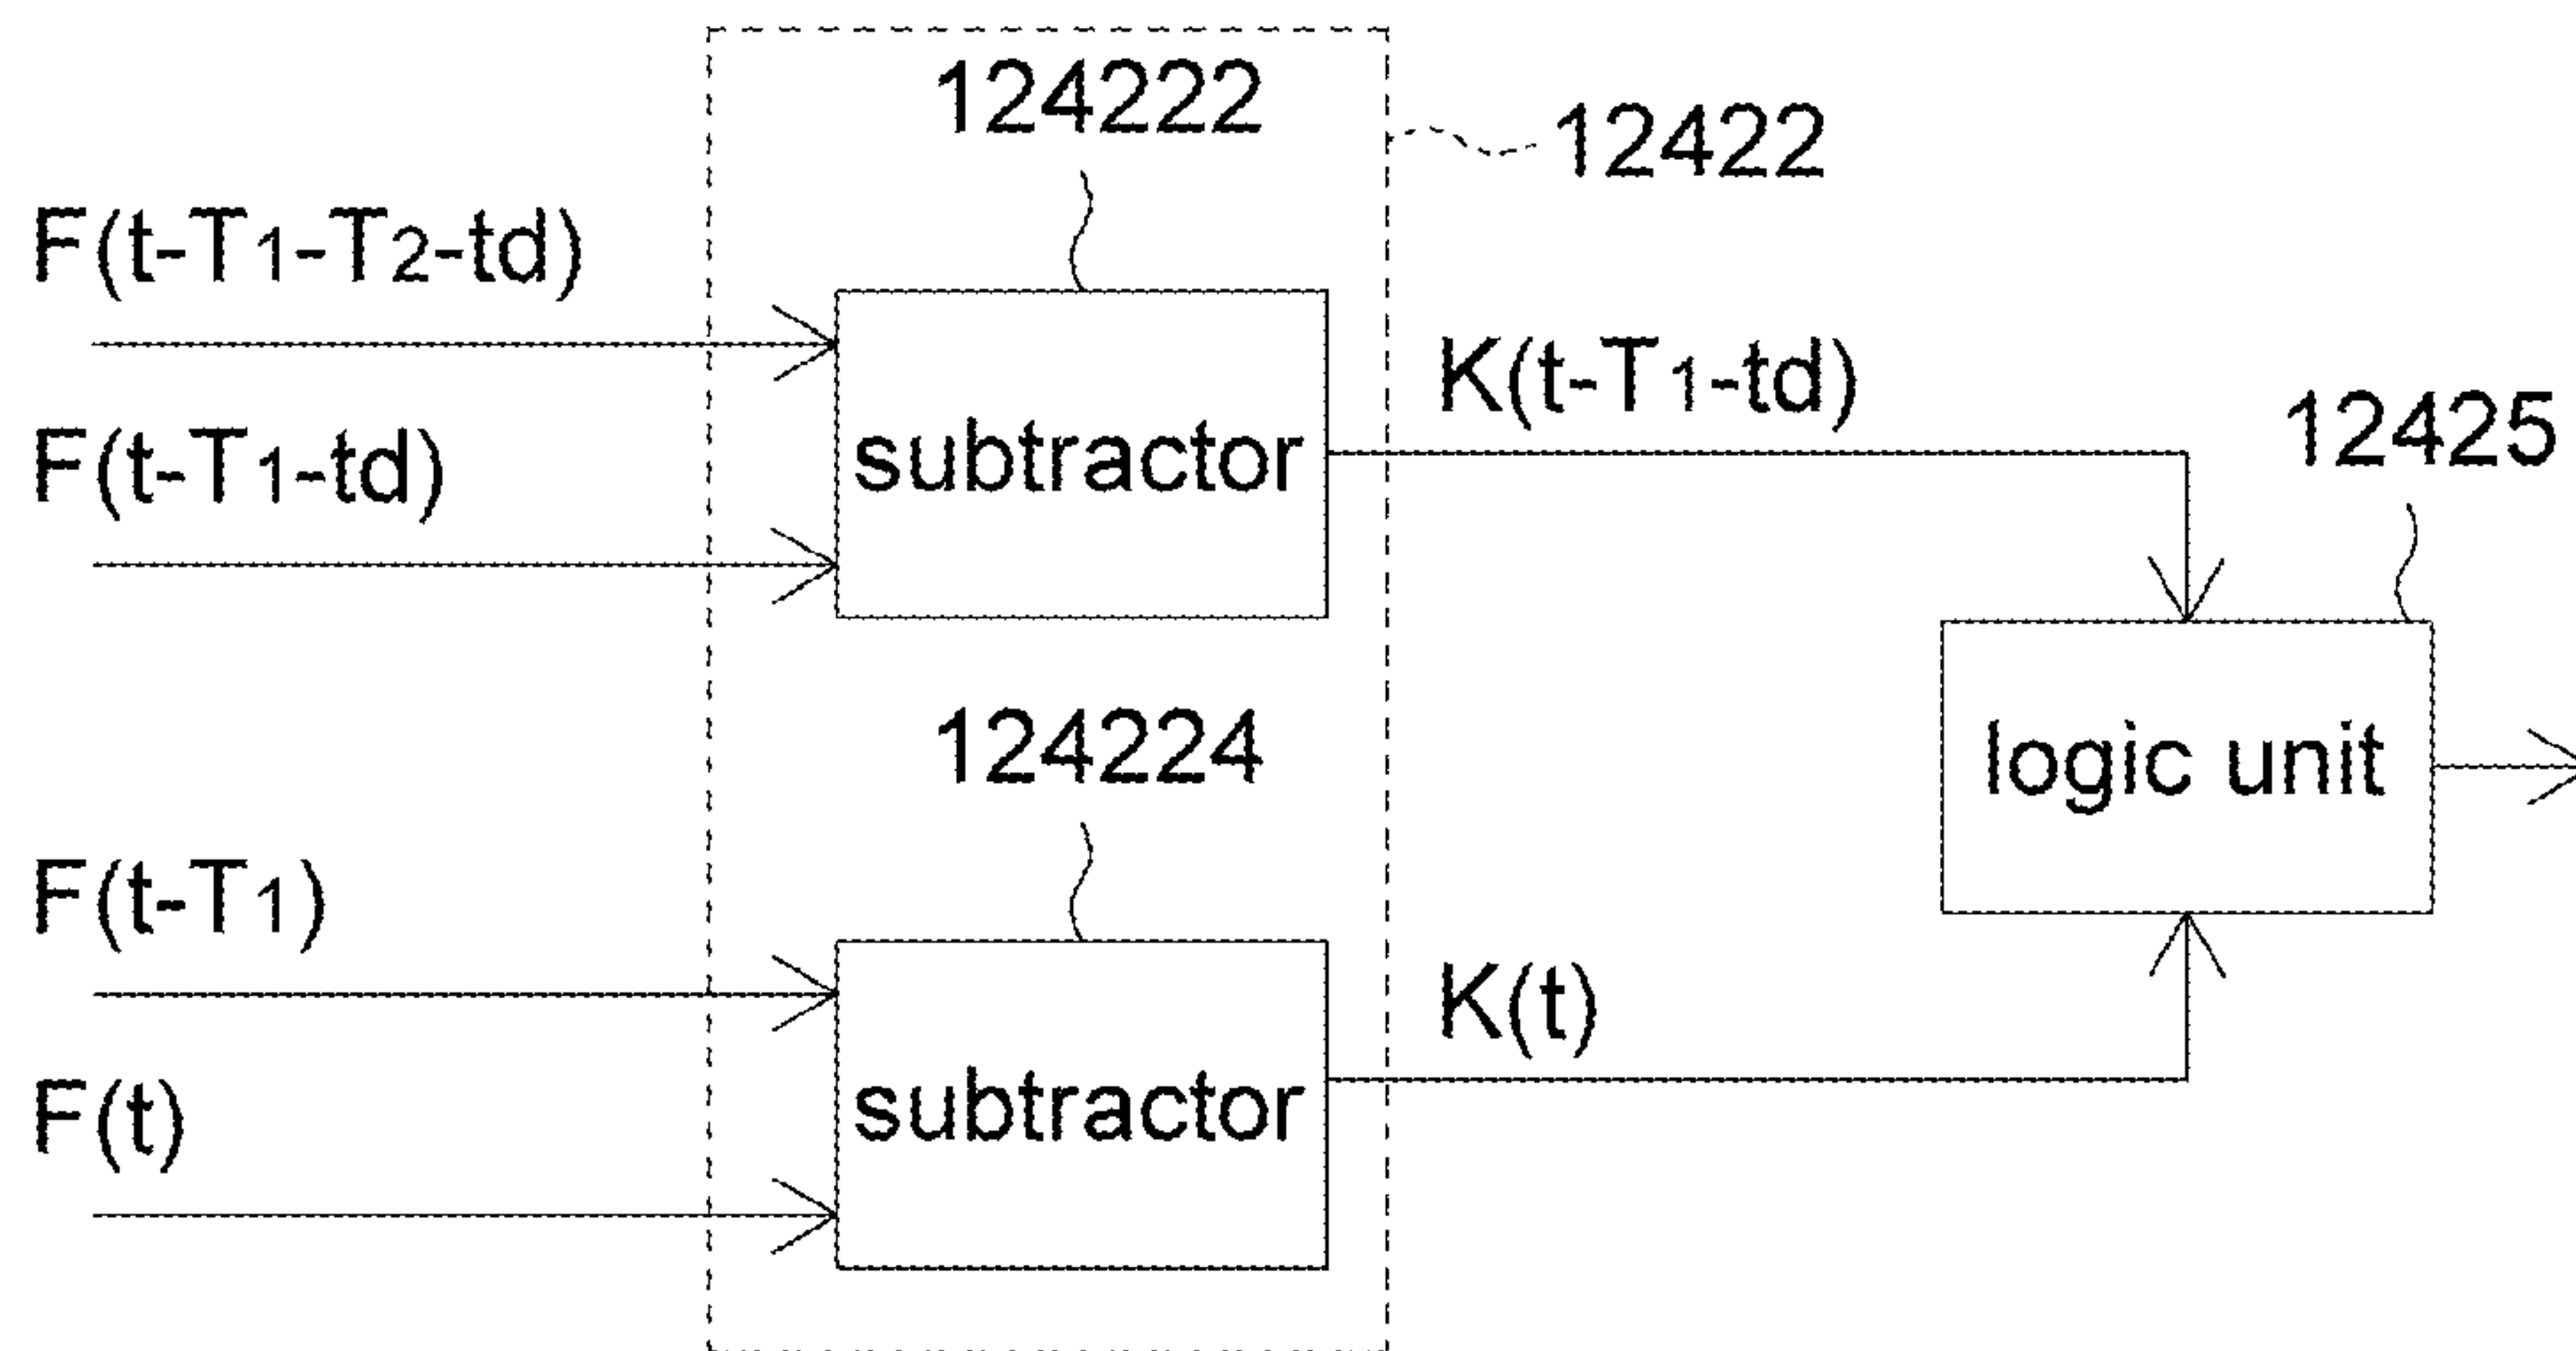 124222
12422
F(t-T1-T2-td)
K(t-T1-td)
F(t-T1-td)
subtractor
12425
124224
logic unit
F(t-T1)
K(t)
F(t)
subtractor